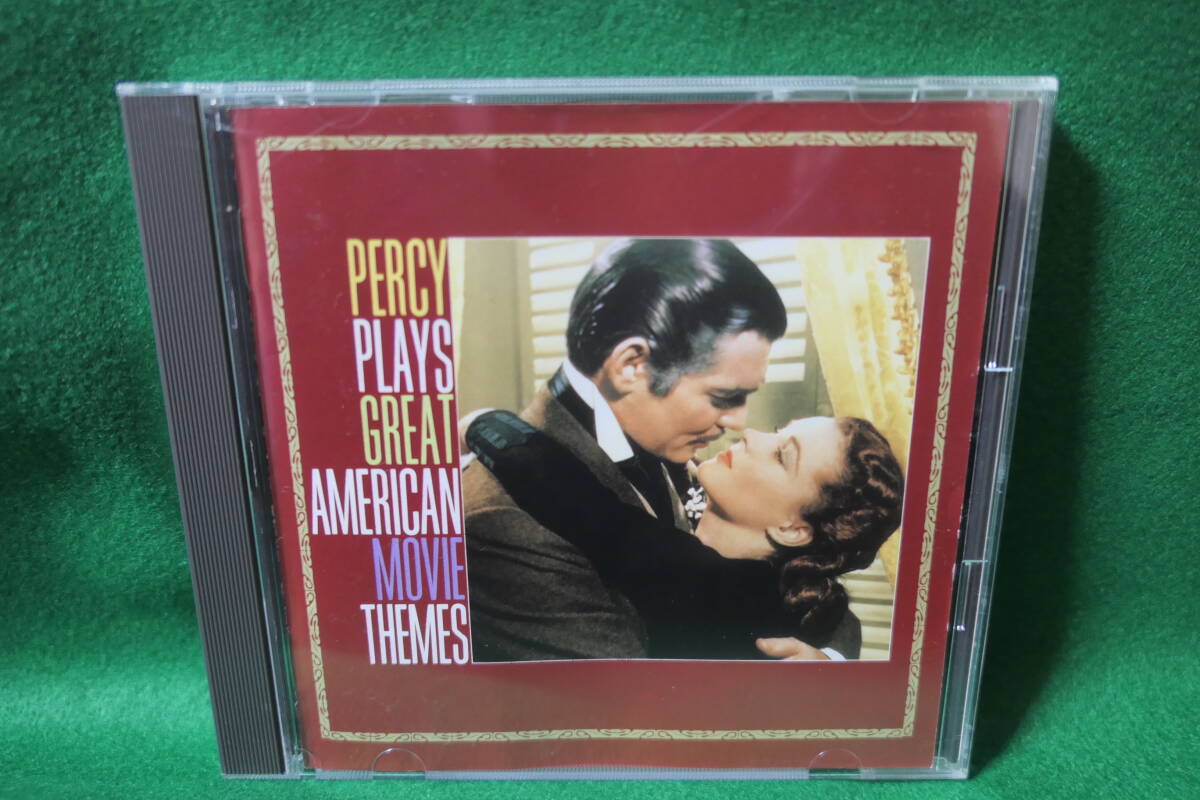 PERCY
PLAYS
GREAT
AMERICAN
MOVIE
THEMES